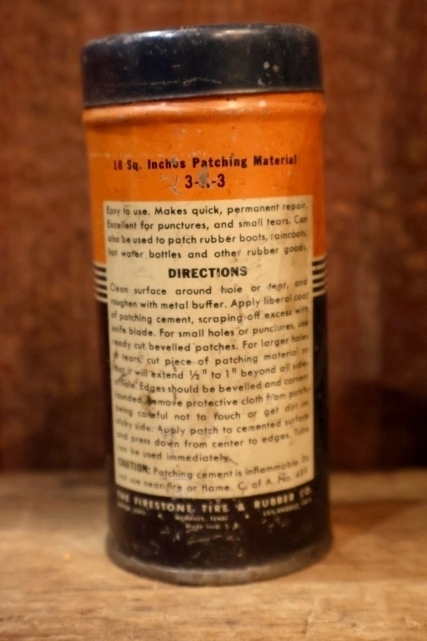 18 Sq. Inches Patching Material
3-R-3
Easy to use. Makes quick, permanent repair.
Excellent for punctures, and small tears. Can
also be used to patch rubber boots, raincoats,
hot water bottles and other rubber goods.
DIRECTIONS
Clean surface around hole or tear, and
roughen with metal buffer. Apply liberal coat
of patching cement, scraping off excess with
knife blade. For small holes or punctures, use
ready cut bevelled patches. For larger holes
or tears, cut piece of patching material so
that it will extend ½" to 1" beyond all sides
of hole. Edges should be bevelled and corners
rounded. Remove protective cloth from patch,
being careful not to touch or get dirt on
sticky side. Apply patch to cemented surface
and press down from center to edges. Tube
can be used immediately.
CAUTION: Patching cement is inflammable. Do
not use near fire or flame. C. of A. No.
THE FIRESTONE TIRE & RUBBER CO.